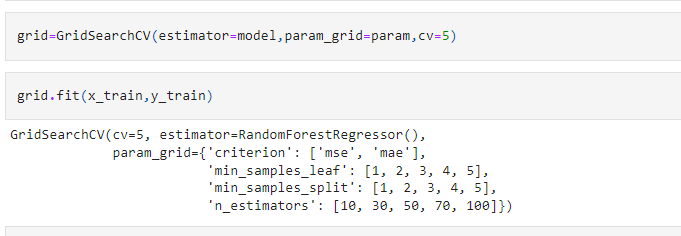 grid=GridSearchCV(estimator=model,param_grid=param,cv=5)
grid.fit(x_train,y_train)
GridSearchCV(cv=5, estimator=RandomForestRegressor(),
             param_grid={'criterion': ['mse', 'mae'],
                         'min_samples_leaf': [1, 2, 3, 4, 5],
                         'min_samples_split': [1, 2, 3, 4, 5],
                         'n_estimators': [10, 30, 50, 70, 100]})